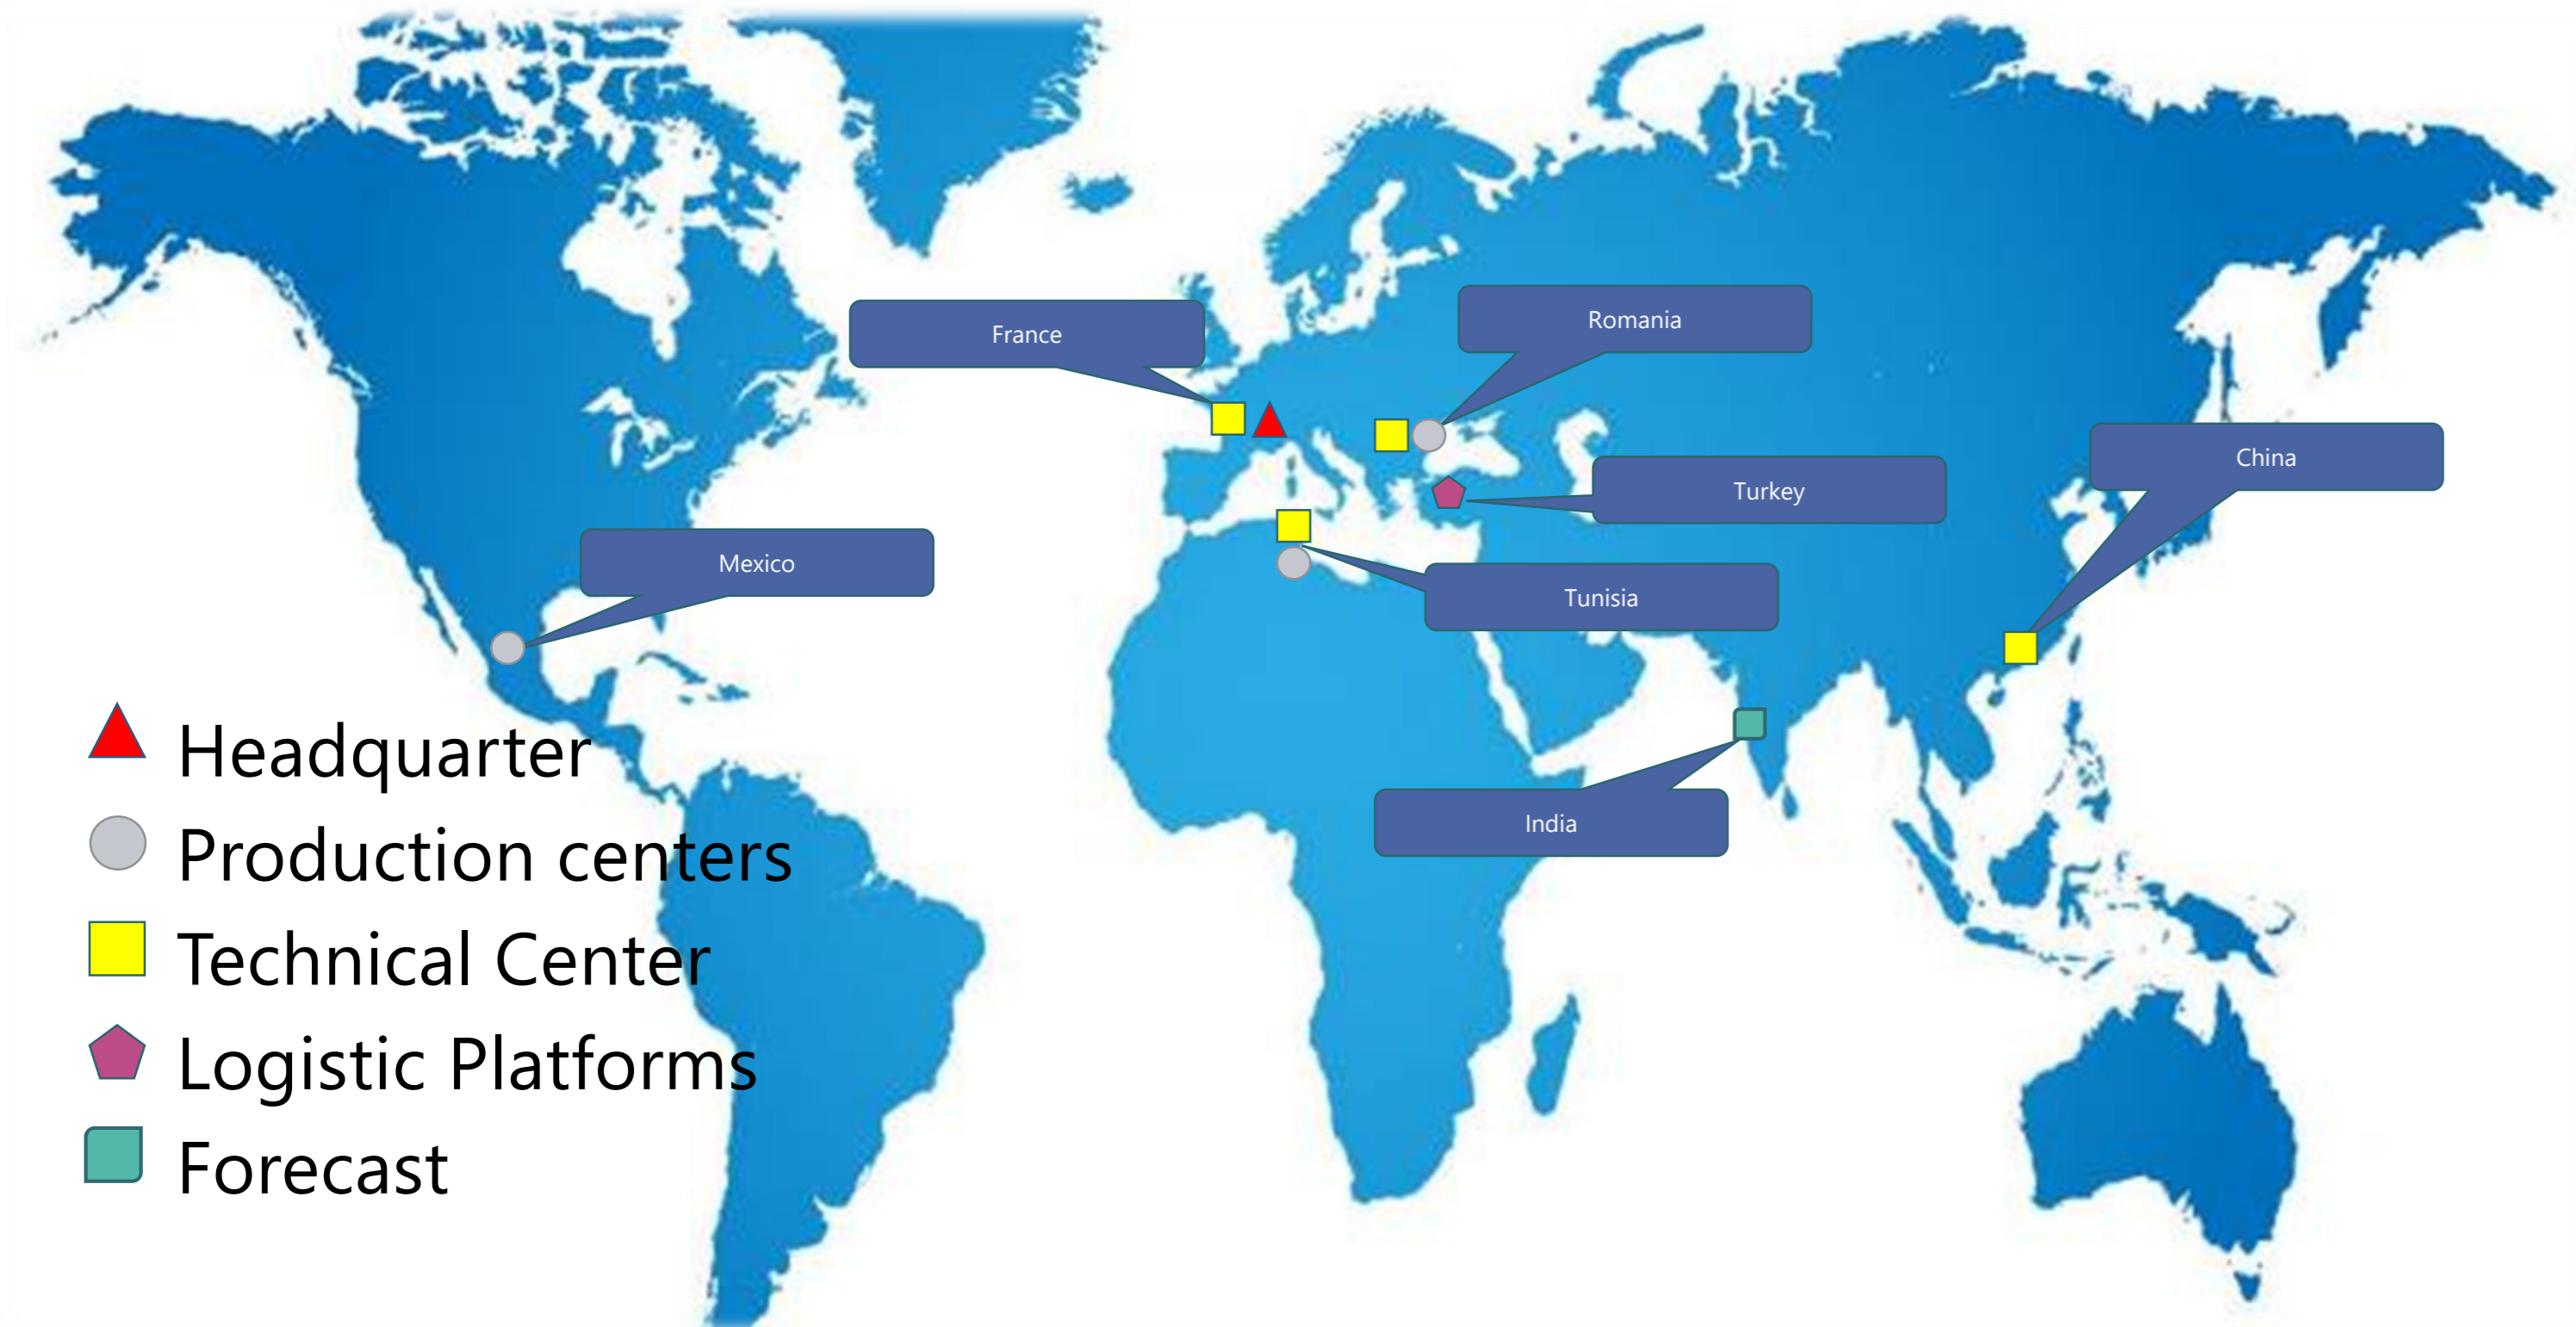 France
Romania
China
Turkey
Mexico
Tunisia
India
Headquarter
Production centers
Technical Center
Logistic Platforms
Forecast